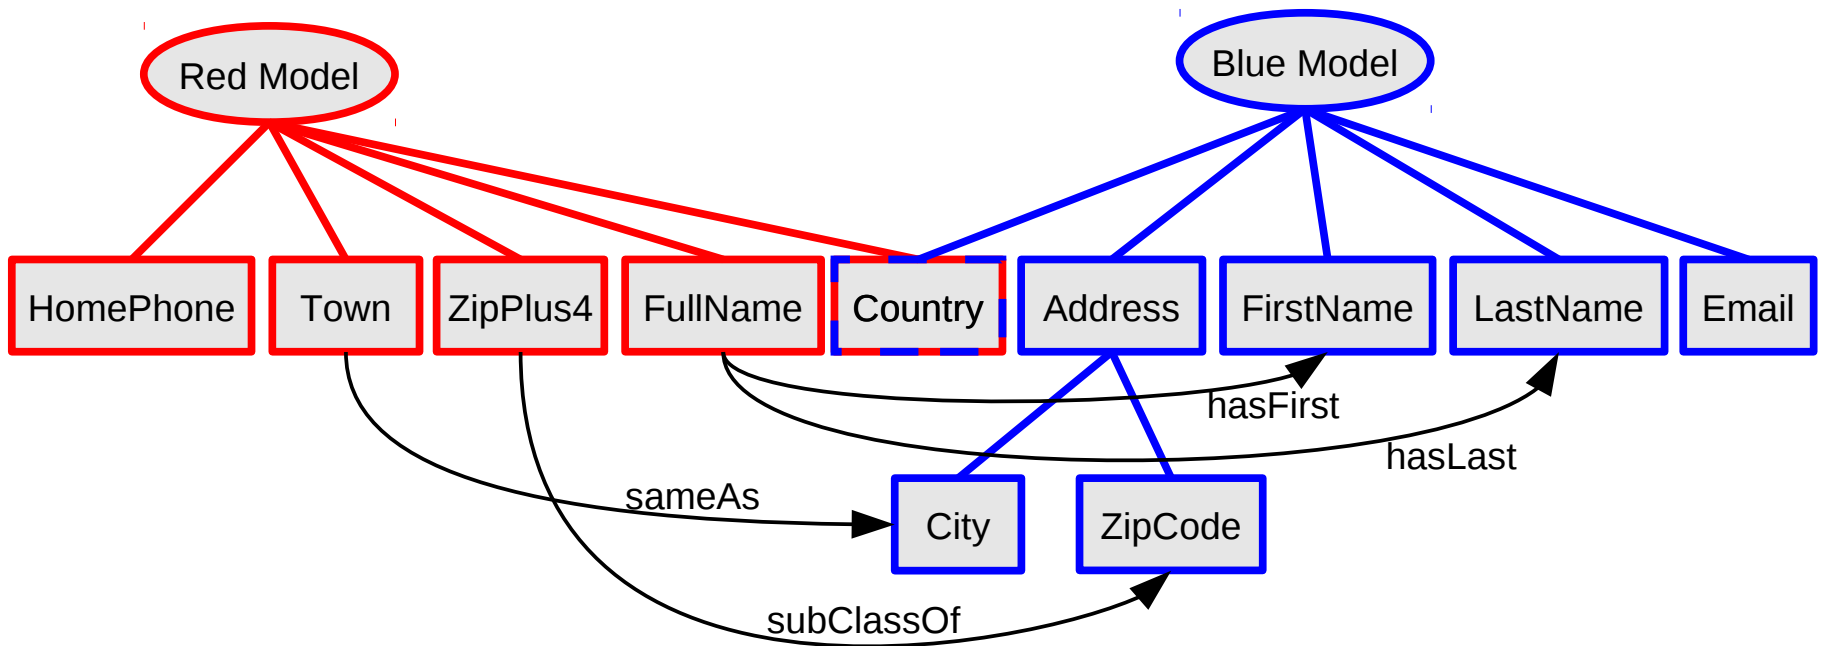 Red Model
Blue Model
HomePhone
Town
ZipPlus4
FullName
Country
Address
FirstName
LastName
Email
hasFirst
hasLast
sameAs
City
ZipCode
subClassOf